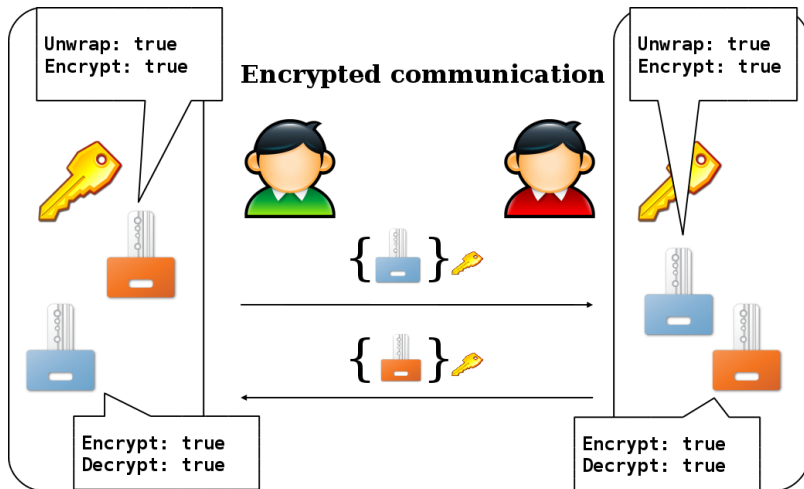 Unwrap: true
Encrypt: true
Unwrap: true
Encrypt: true
Encrypted communication
{ }
{ }
Encrypt: true
Decrypt: true
Encrypt: true
Decrypt: true